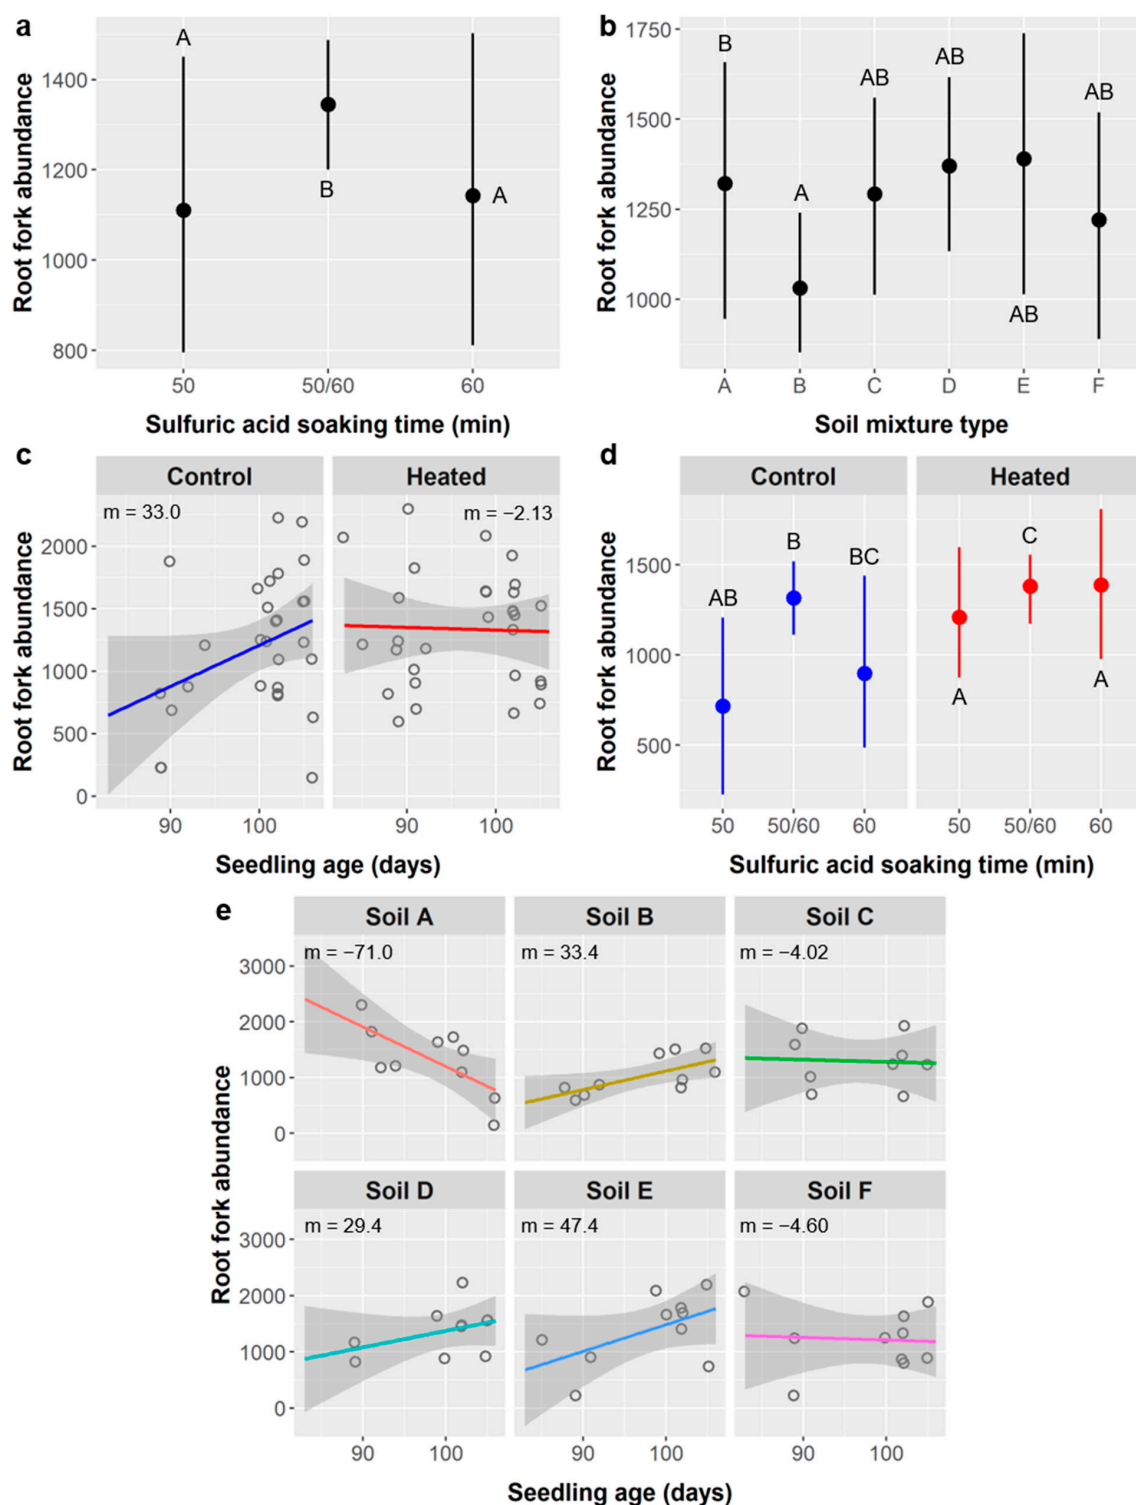 a
A
B
A
1400
1200
1000
800
Root fork abundance
50 50/60 60
Sulfuric acid soaking time (min)
b
B
A
AB
AB
AB
AB
1750
1500
1250
1000
Root fork abundance
A B C D E F
Soil mixture type
c
Control Heated
m = 33.0 m = −2.13
2000
1500
1000
500
0
Root fork abundance
90 100 90 100
Seedling age (days)
d
Control Heated
AB
B
BC
A
C
A
1500
1000
500
Root fork abundance
50 50/60 60 50 50/60 60
Sulfuric acid soaking time (min)
e
Soil A Soil B Soil C
m = −71.0 m = 33.4 m = −4.02
3000
2000
1000
0
Soil D Soil E Soil F
m = 29.4 m = 47.4 m = −4.60
3000
2000
1000
0
Root fork abundance
90 100 90 100 90 100
Seedling age (days)